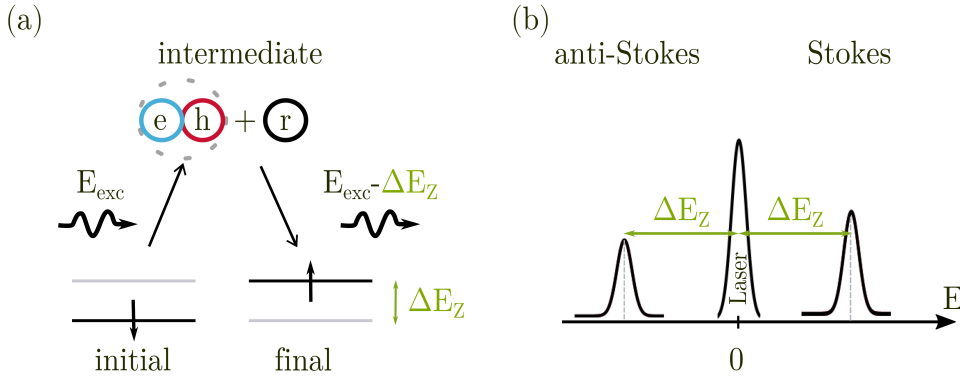 (a)
intermediate
e h + r
E_exc
E_exc-ΔE_Z
ΔE_Z
initial
final
(b)
anti-Stokes
Stokes
ΔE_Z
ΔE_Z
Laser
E
0